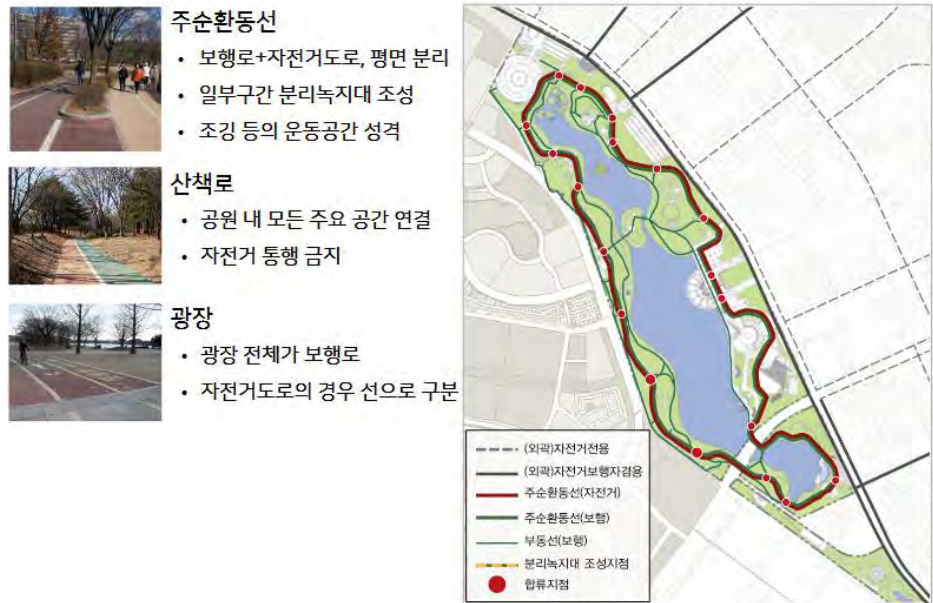 주순환동선
• 보행로+자전거도로, 평면 분리
• 일부구간 분리녹지대 조성
• 조깅 등의 운동공간 성격
산책로
• 공원 내 모든 주요 공간 연결
• 자전거 통행 금지
광장
• 광장 전체가 보행로
• 자전거도로의 경우 선으로 구분
(외곽)자전거전용
(외곽)자전거보행자겸용
주순환동선(자전거)
주순환동선(보행)
부동선(보행)
분리녹지대 조성지점
합류지점